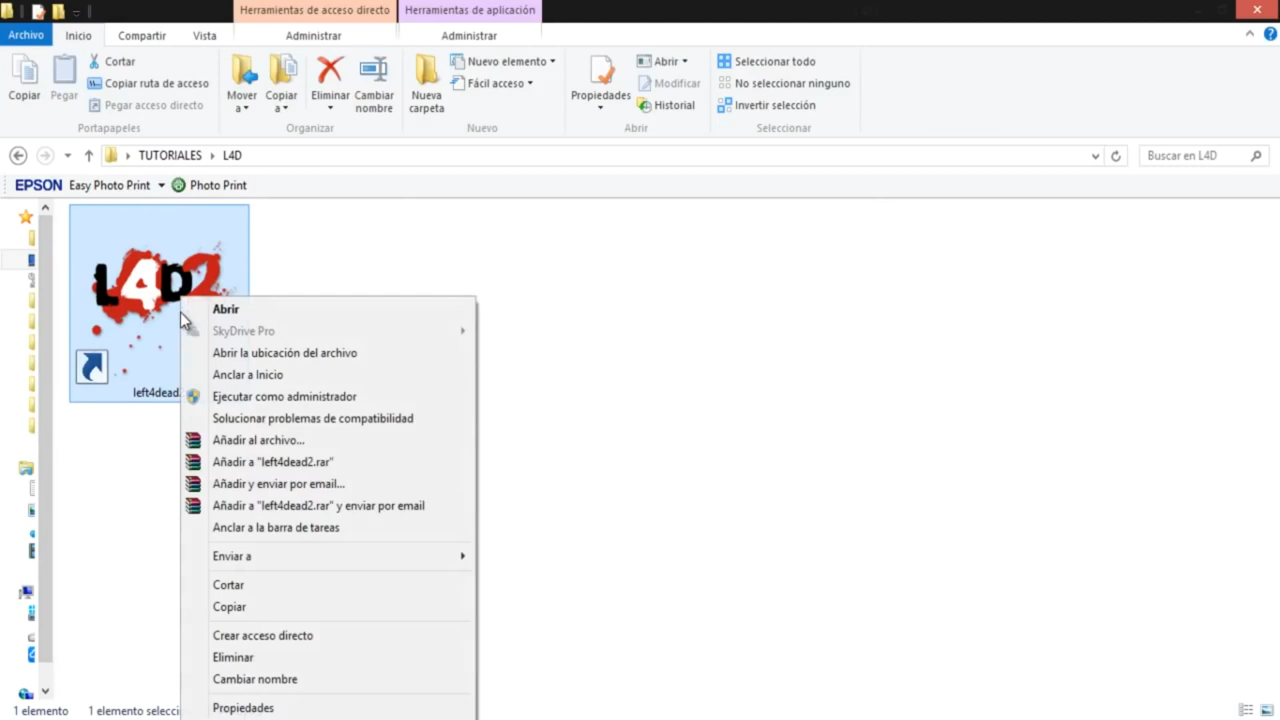 Herramientas de acceso directo
Herramientas de aplicación
Archivo
Inicio
Compartir
Vista
Administrar
Administrar
Copiar
Pegar
Cortar
Copiar ruta de acceso
Pegar acceso directo
Portapapeles
Mover a
Copiar a
Eliminar
Cambiar nombre
Organizar
Nueva carpeta
Nuevo elemento
Fácil acceso
Nuevo
Propiedades
Abrir
Modificar
Historial
Abrir
Seleccionar todo
No seleccionar ninguno
Invertir selección
Seleccionar
TUTORIALES
L4D
Buscar en L4D
EPSON Easy Photo Print
Photo Print
L4D2
left4dead
Abrir
SkyDrive Pro
Abrir la ubicación del archivo
Anclar a Inicio
Ejecutar como administrador
Solucionar problemas de compatibilidad
Añadir al archivo...
Añadir a "left4dead2.rar"
Añadir y enviar por email...
Añadir a "left4dead2.rar" y enviar por email
Anclar a la barra de tareas
Enviar a
Cortar
Copiar
Crear acceso directo
Eliminar
Cambiar nombre
Propiedades
1 elemento
1 elemento selecci